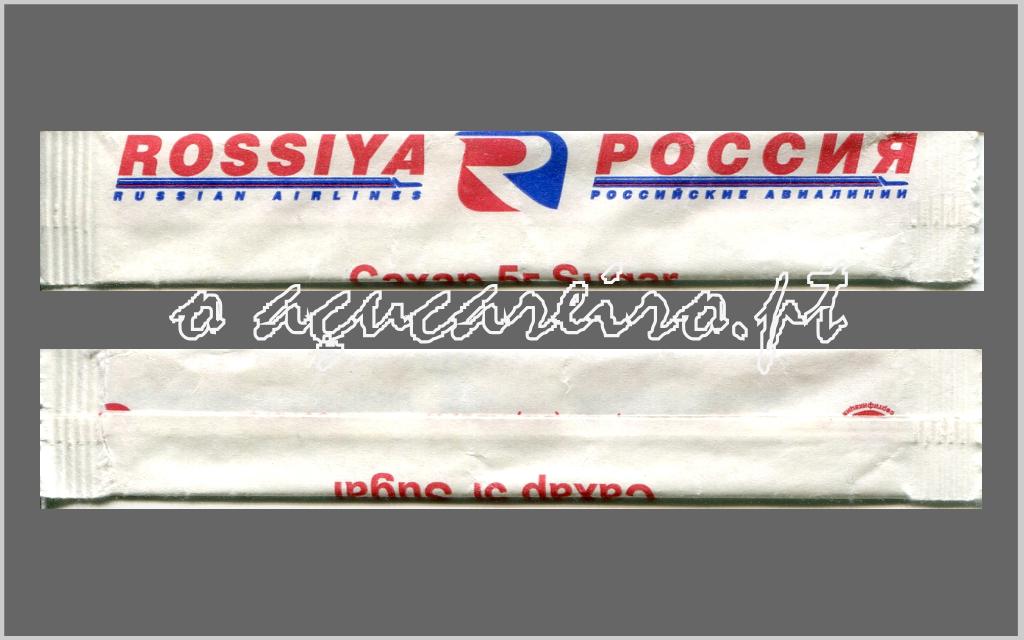 ROSSIYA
RUSSIAN AIRLINES
R
РОССИЯ
РОССИЙСКИЕ АВИАЛИНИИ
Сахар 5г Sugar
a açucareira.pt
Сахар 5г Sugar